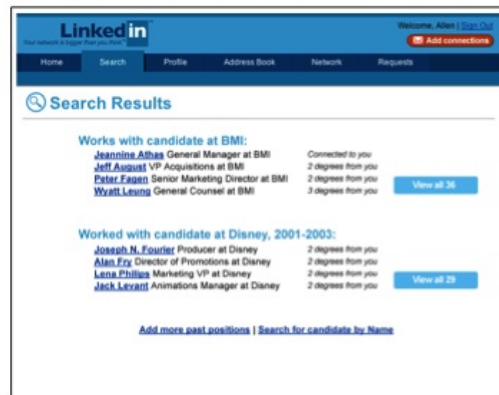 Linked in
Your network is bigger than you think™
Welcome, Allen | Sign Out
Add connections
Home Search Profile Address Book Network Requests
Search Results
Works with candidate at BMI:
Jeannine Athas General Manager at BMI Connected to you
Jeff August VP Acquisitions at BMI 2 degrees from you
Peter Fagen Senior Marketing Director at BMI 2 degrees from you
Wyatt Leung General Counsel at BMI 3 degrees from you
View all 36
Worked with candidate at Disney, 2001-2003:
Joseph N. Fourier Producer at Disney 2 degrees from you
Alan Fry Director of Promotions at Disney 2 degrees from you
Lena Philips Marketing VP at Disney 2 degrees from you
Jack Levant Animations Manager at Disney 2 degrees from you
View all 29
Add more past positions | Search for candidate by Name